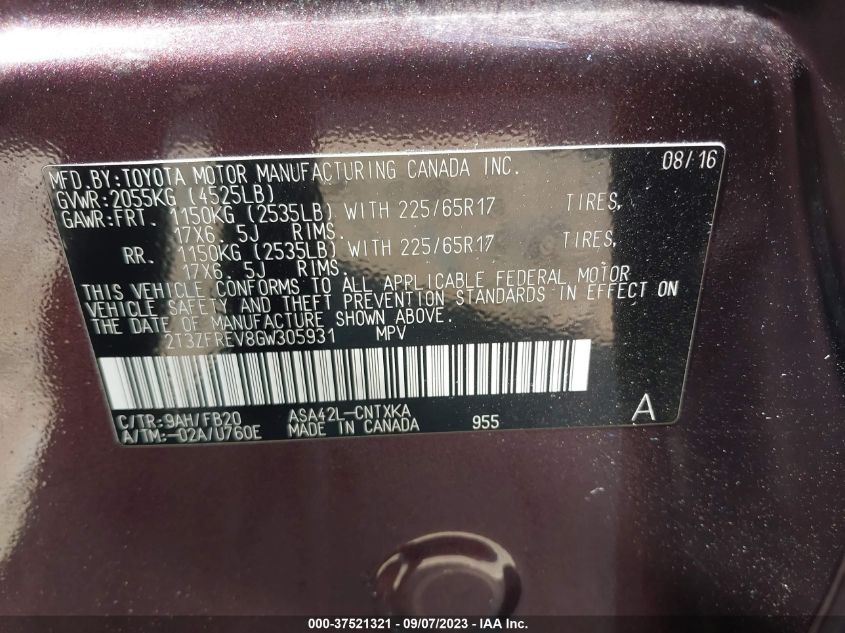 MFD.BY:TOYOTA MOTOR MANUFACTURING CANADA INC. 08/16
GVWR:2055KG (4525LB)
GAWR:FRT. 1150KG (2535LB) WITH 225/65R17 TIRES,
17X6. 5J RIMS.
RR. 1150KG (2535LB) WITH 225/65R17 TIRES,
17X6. 5J RIMS.
THIS VEHICLE CONFORMS TO ALL APPLICABLE FEDERAL MOTOR
VEHICLE SAFETY AND THEFT PREVENTION STANDARDS IN EFFECT ON
THE DATE OF MANUFACTURE SHOWN ABOVE.
2T3ZFREV8GW305931 MPV
C/TR:9AH/FB20 ASA42L-CNTXKA A
A/TM:-02A/U760E MADE IN CANADA 955
000-37521321 - 09/07/2023 - IAA Inc.